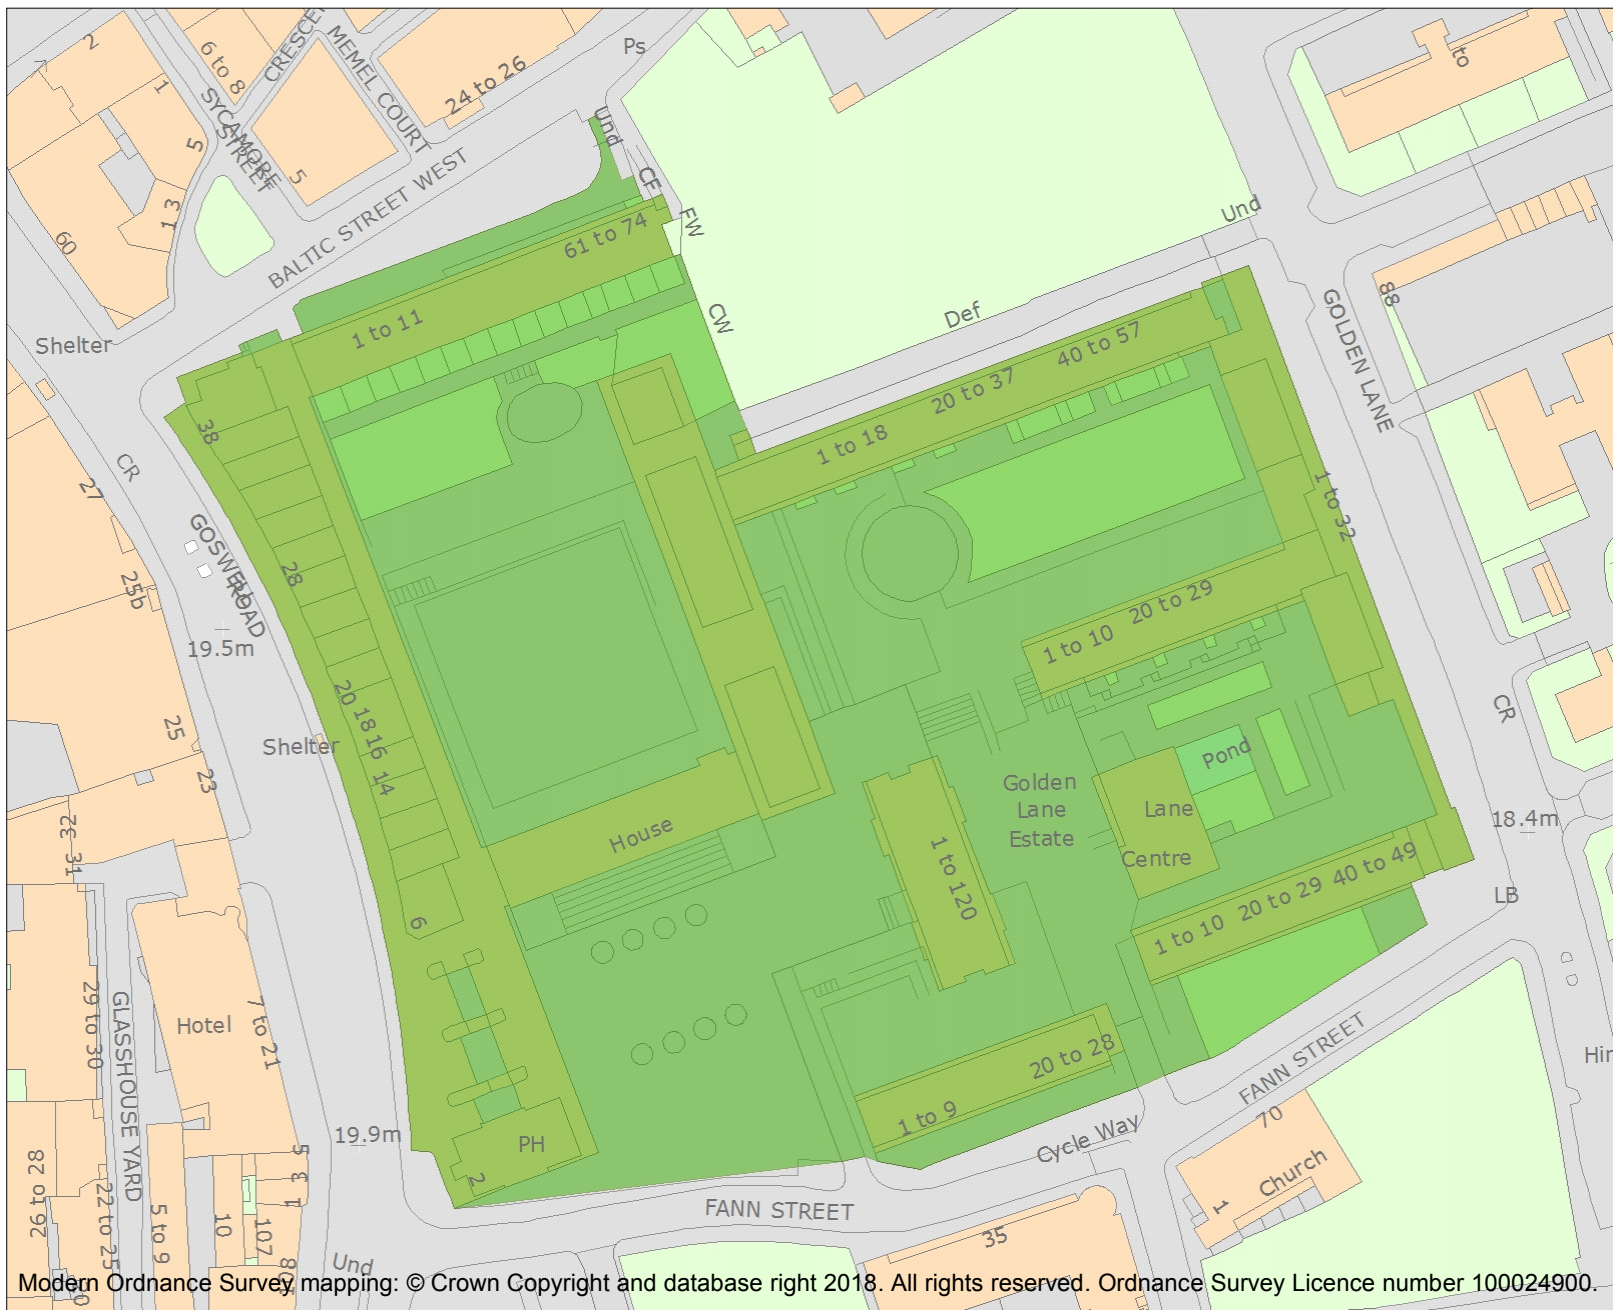 2
6 to 8
CRESCEN
MEMEL COURT
24 to 26
Ps
to
1
SYCAMORE
STREET
5
5
1 3
60
BALTIC STREET WEST
Und
CF
FW
CW
61 to 74
1 to 11
Shelter
Und
Def
88
GOLDEN LANE
40 to 57
20 to 37
1 to 18
38
CR
27
GOSWELL
ROAD
28
25b
19.5m
1 to 32
20 to 29
1 to 10
20
18
16
14
25
Shelter
23
CR
Pond
Golden
Lane
Estate
Lane
Centre
18.4m
House
32
31
1 to 120
LB
6
40 to 49
20 to 29
1 to 10
29 to 30
GLASSHOUSE YARD
Hotel
7 to 21
20 to 28
1 to 9
FANN STREET
Hin
Cycle Way
70
19.9m
PH
2
Church
1
26 to 28
22 to 25
5 to 9
10
107
5
3
1
FANN STREET
35
Und
Modern Ordnance Survey mapping: © Crown Copyright and database right 2018. All rights reserved. Ordnance Survey Licence number 100024900.